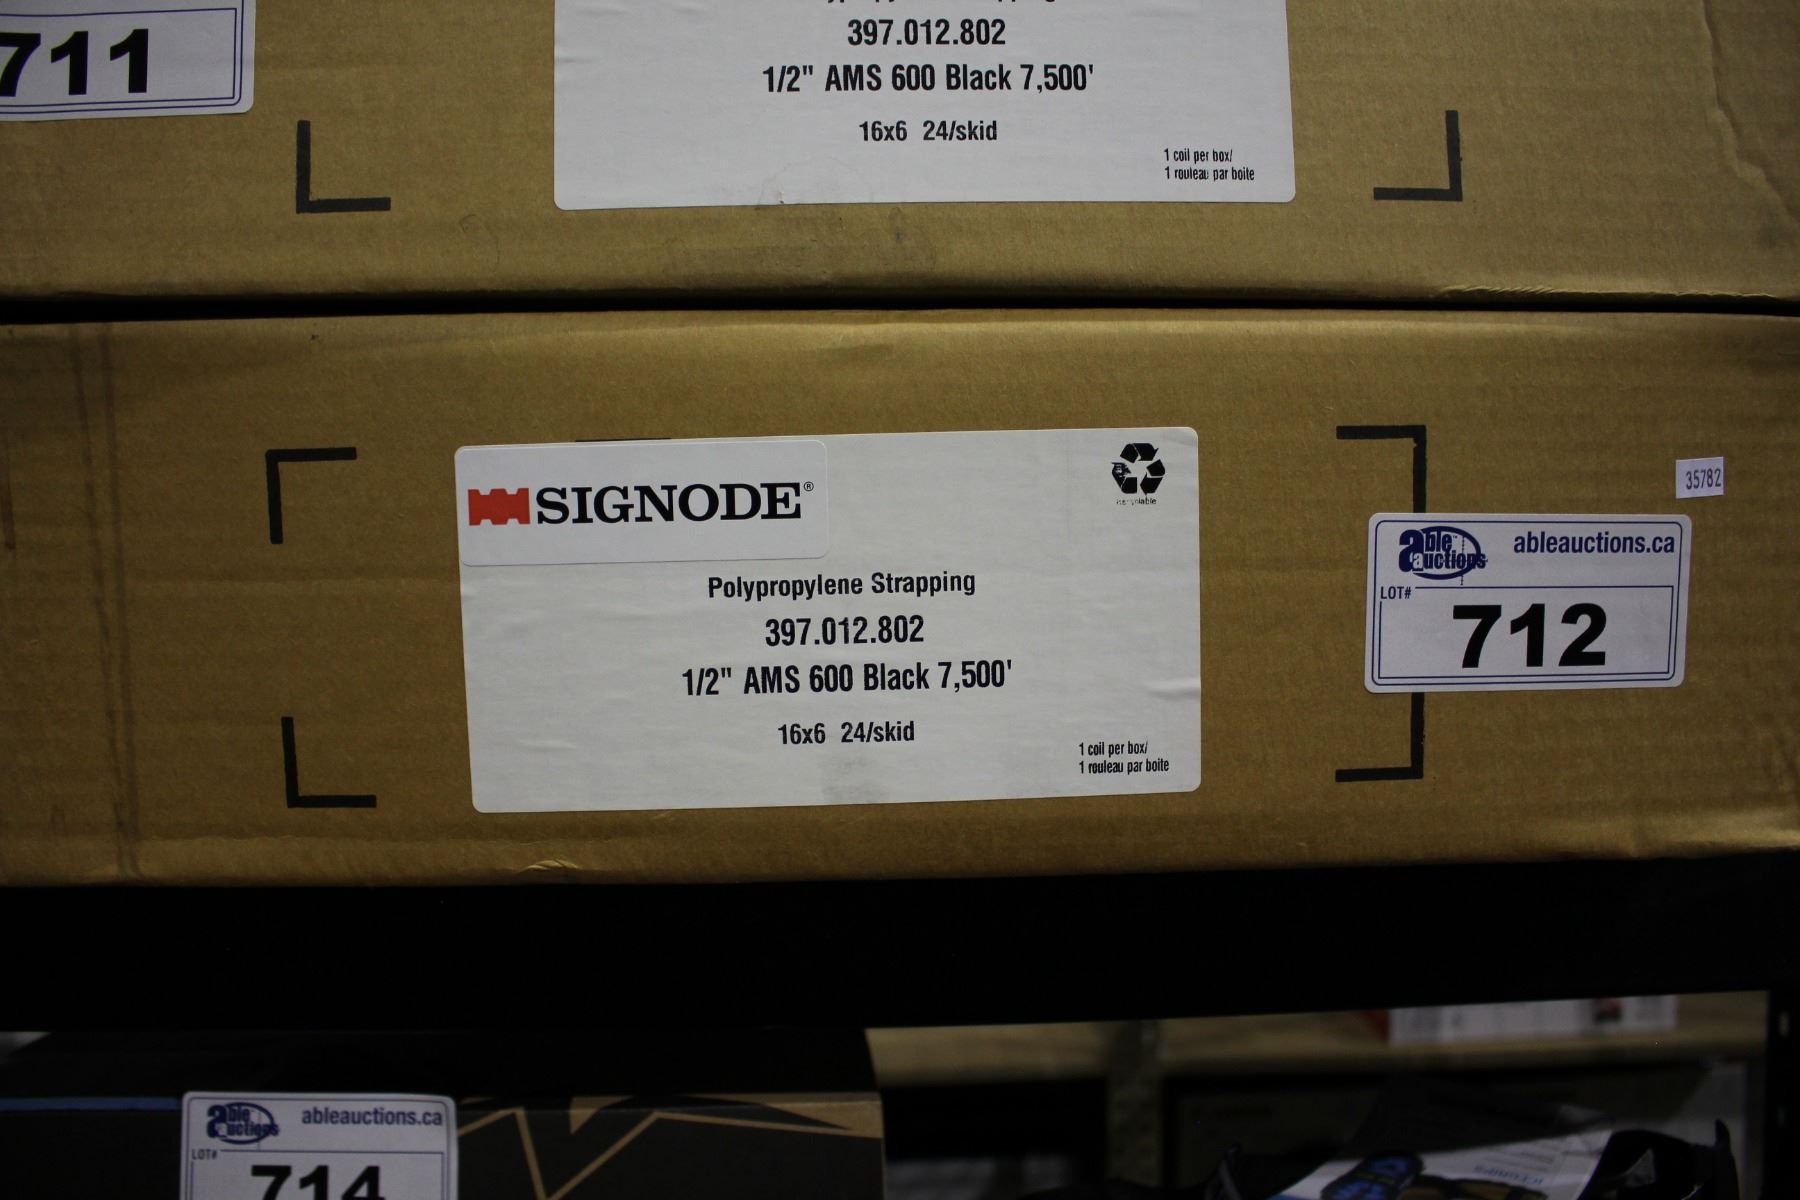 711
397.012.802
1/2" AMS 600 Black 7,500'
16x6 24/skid
1 coil per box/
1 rouleau par boite
SIGNODE®
Polypropylene Strapping
397.012.802
1/2" AMS 600 Black 7,500'
16x6 24/skid
1 coil per box/
1 rouleau par boite
35782
able auctions™
ableauctions.ca
LOT#
712
able auctions
ableauctions.ca
LOT#
714